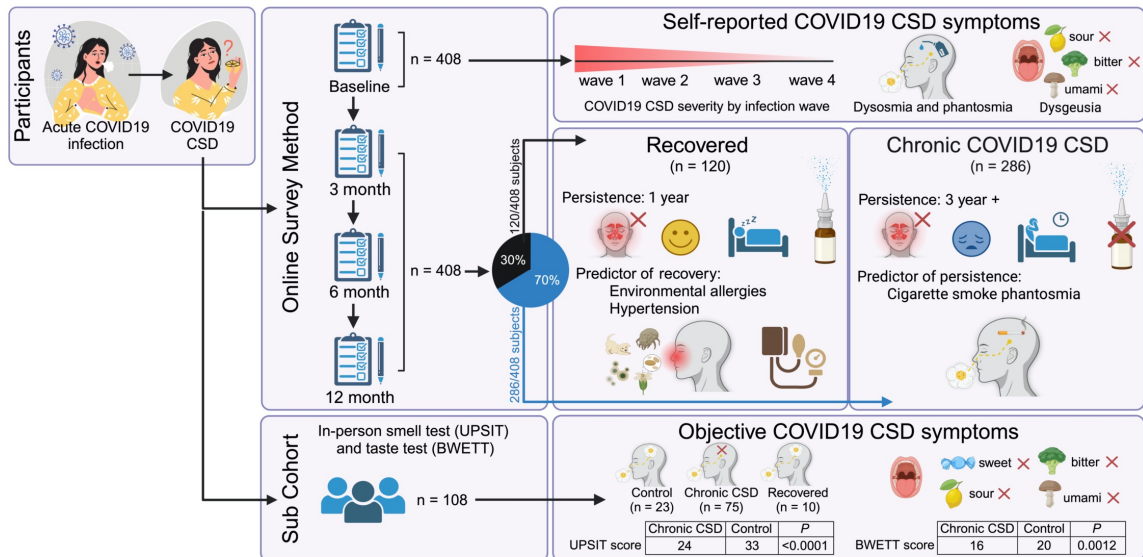 Participants
Acute COVID19
infection
COVID19
CSD
?
Online Survey Method
Baseline
3 month
6 month
12 month
n = 408
n = 408
120/408 subjects
30%
70%
286/408 subjects
Self-reported COVID19 CSD symptoms
wave 1 wave 2 wave 3 wave 4
COVID19 CSD severity by infection wave
Dysosmia and phantosmia
sour
bitter
umami
Dysgeusia
Recovered
(n = 120)
Persistence: 1 year
zzz
Predictor of recovery:
Environmental allergies
Hypertension
Chronic COVID19 CSD
(n = 286)
Persistence: 3 year +
Predictor of persistence:
Cigarette smoke phantosmia
Sub Cohort
In-person smell test (UPSIT)
and taste test (BWETT)
n = 108
Objective COVID19 CSD symptoms
Control
(n = 23)
Chronic CSD
(n = 75)
Recovered
(n = 10)
sweet
bitter
sour
umami
Chronic CSD Control P
UPSIT score 24 33 <0.0001
Chronic CSD Control P
BWETT score 16 20 0.0012